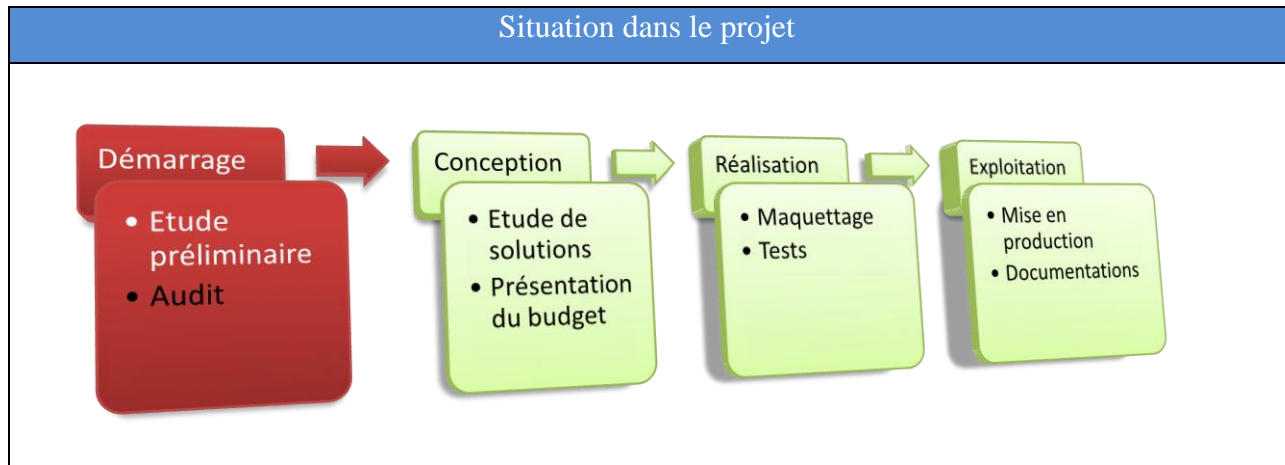 Situation dans le projet
Démarrage
• Etude
préliminaire
• Audit
Conception
• Etude de
solutions
• Présentation
du budget
Réalisation
• Maquettage
• Tests
Exploitation
• Mise en
production
• Documentations